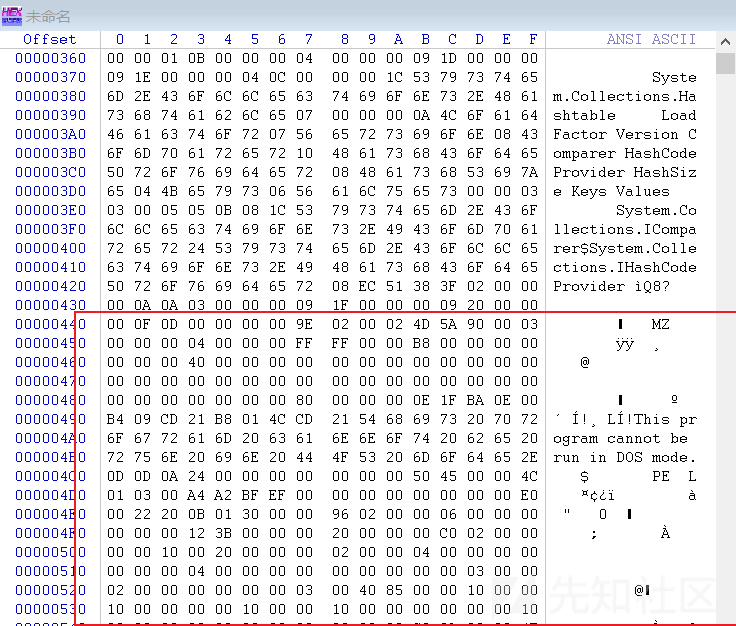 未命名
Offset 0 1 2 3 4 5 6 7 8 9 A B C D E F ANSI ASCII
00000360 00 00 01 0B 00 00 00 04 00 00 00 09 1D 00 00 00
00000370 09 1E 00 00 00 04 0C 00 00 00 1C 53 79 73 74 65 Syste
00000380 6D 2E 43 6F 6C 6C 65 63 74 69 6F 6E 73 2E 48 61 m.Collections.Ha
00000390 73 68 74 61 62 6C 65 07 00 00 00 0A 4C 6F 61 64 shtable Load
000003A0 46 61 63 74 6F 72 07 56 65 72 73 69 6F 6E 08 43 Factor Version C
000003B0 6F 6D 70 61 72 65 72 10 48 61 73 68 43 6F 64 65 omparer HashCode
000003C0 50 72 6F 76 69 64 65 72 08 48 61 73 68 53 69 7A Provider HashSiz
000003D0 65 04 4B 65 79 73 06 56 61 6C 75 65 73 00 00 03 e Keys Values
000003E0 03 00 05 05 0B 08 1C 53 79 73 74 65 6D 2E 43 6F System.Co
000003F0 6C 6C 65 63 74 69 6F 6E 73 2E 49 43 6F 6D 70 61 llections.ICompa
00000400 72 65 72 24 53 79 73 74 65 6D 2E 43 6F 6C 6C 65 rer$System.Colle
00000410 63 74 69 6F 6E 73 2E 49 48 61 73 68 43 6F 64 65 ctions.IHashCode
00000420 50 72 6F 76 69 64 65 72 08 EC 51 38 3F 02 00 00 Provider ìQ8?
00000430 00 0A 0A 03 00 00 00 09 1F 00 00 00 09 20 00 00
00000440 00 0F 0D 00 00 00 00 9E 02 00 02 4D 5A 90 00 03 MZ
00000450 00 00 00 04 00 00 00 FF FF 00 00 B8 00 00 00 00 ÿÿ ¸
00000460 00 00 00 40 00 00 00 00 00 00 00 00 00 00 00 00 @
00000470 00 00 00 00 00 00 00 00 00 00 00 00 00 00 00 00
00000480 00 00 00 00 00 00 00 80 00 00 00 0E 1F BA 0E 00 º
00000490 B4 09 CD 21 B8 01 4C CD 21 54 68 69 73 20 70 72 ´ Í!¸ LÍ!This pr
000004A0 6F 67 72 61 6D 20 63 61 6E 6E 6F 74 20 62 65 20 ogram cannot be
000004B0 72 75 6E 20 69 6E 20 44 4F 53 20 6D 6F 64 65 2E run in DOS mode.
000004C0 0D 0D 0A 24 00 00 00 00 00 00 00 50 45 00 00 4C $ PE L
000004D0 01 03 00 A4 A2 BF EF 00 00 00 00 00 00 00 00 E0 ¤¢¿ï à
000004E0 00 22 20 0B 01 30 00 00 96 02 00 00 06 00 00 00 " 0
000004F0 00 00 00 12 3B 00 00 00 20 00 00 00 C0 02 00 00 ; À
00000500 00 00 10 00 20 00 00 00 02 00 00 04 00 00 00 00
00000510 00 00 00 04 00 00 00 00 00 00 00 00 03 00 00 00
00000520 02 00 00 00 00 00 00 03 00 40 85 00 00 10 00 00 @
00000530 10 00 00 00 00 10 00 00 10 00 00 00 00 00 00 10
先知社区